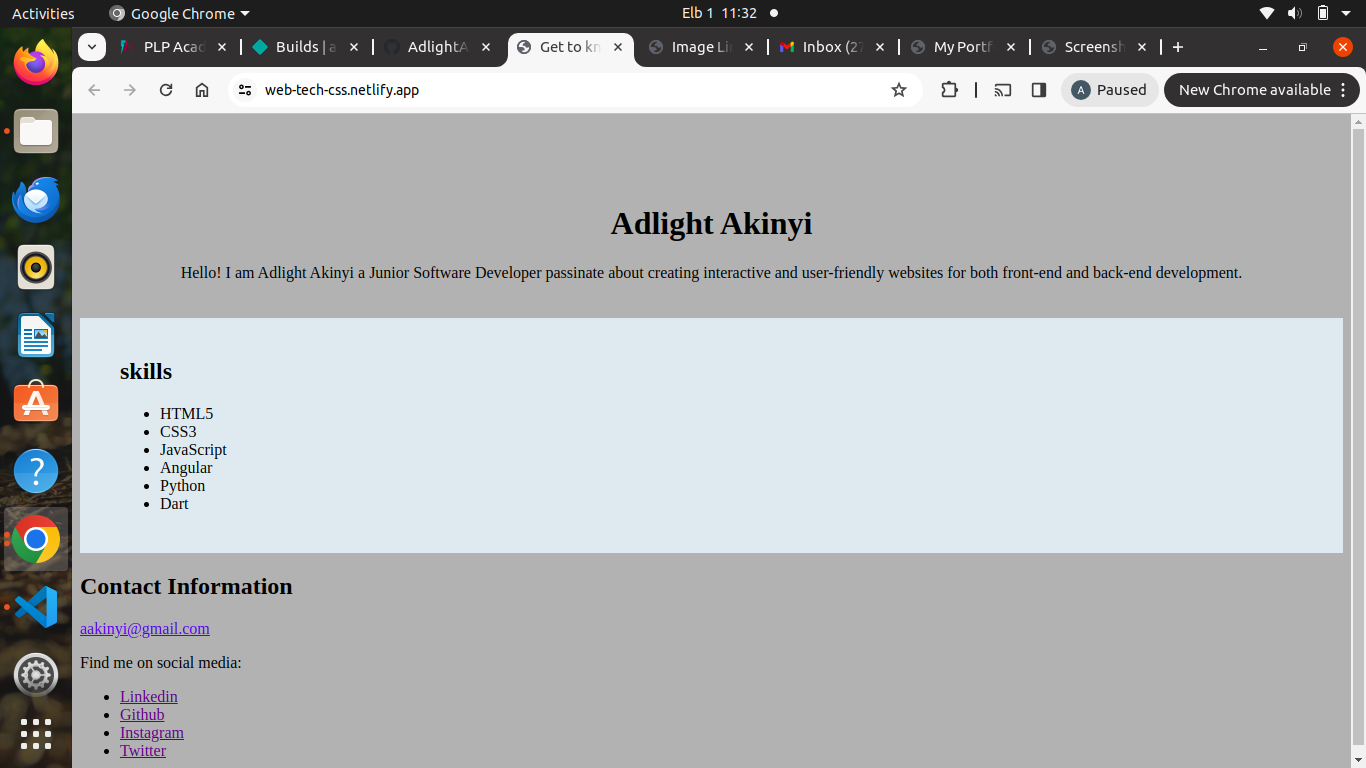 Activities Google Chrome Elb 1 11:32
PLP Acad Builds | a AdlightA Get to kn Image Lin Inbox (27 My Portf Screensh
web-tech-css.netlify.app A Paused New Chrome available
Adlight Akinyi
Hello! I am Adlight Akinyi a Junior Software Developer passinate about creating interactive and user-friendly websites for both front-end and back-end development.
skills
HTML5
CSS3
JavaScript
Angular
Python
Dart
Contact Information
aakinyi@gmail.com
Find me on social media:
Linkedin
Github
Instagram
Twitter